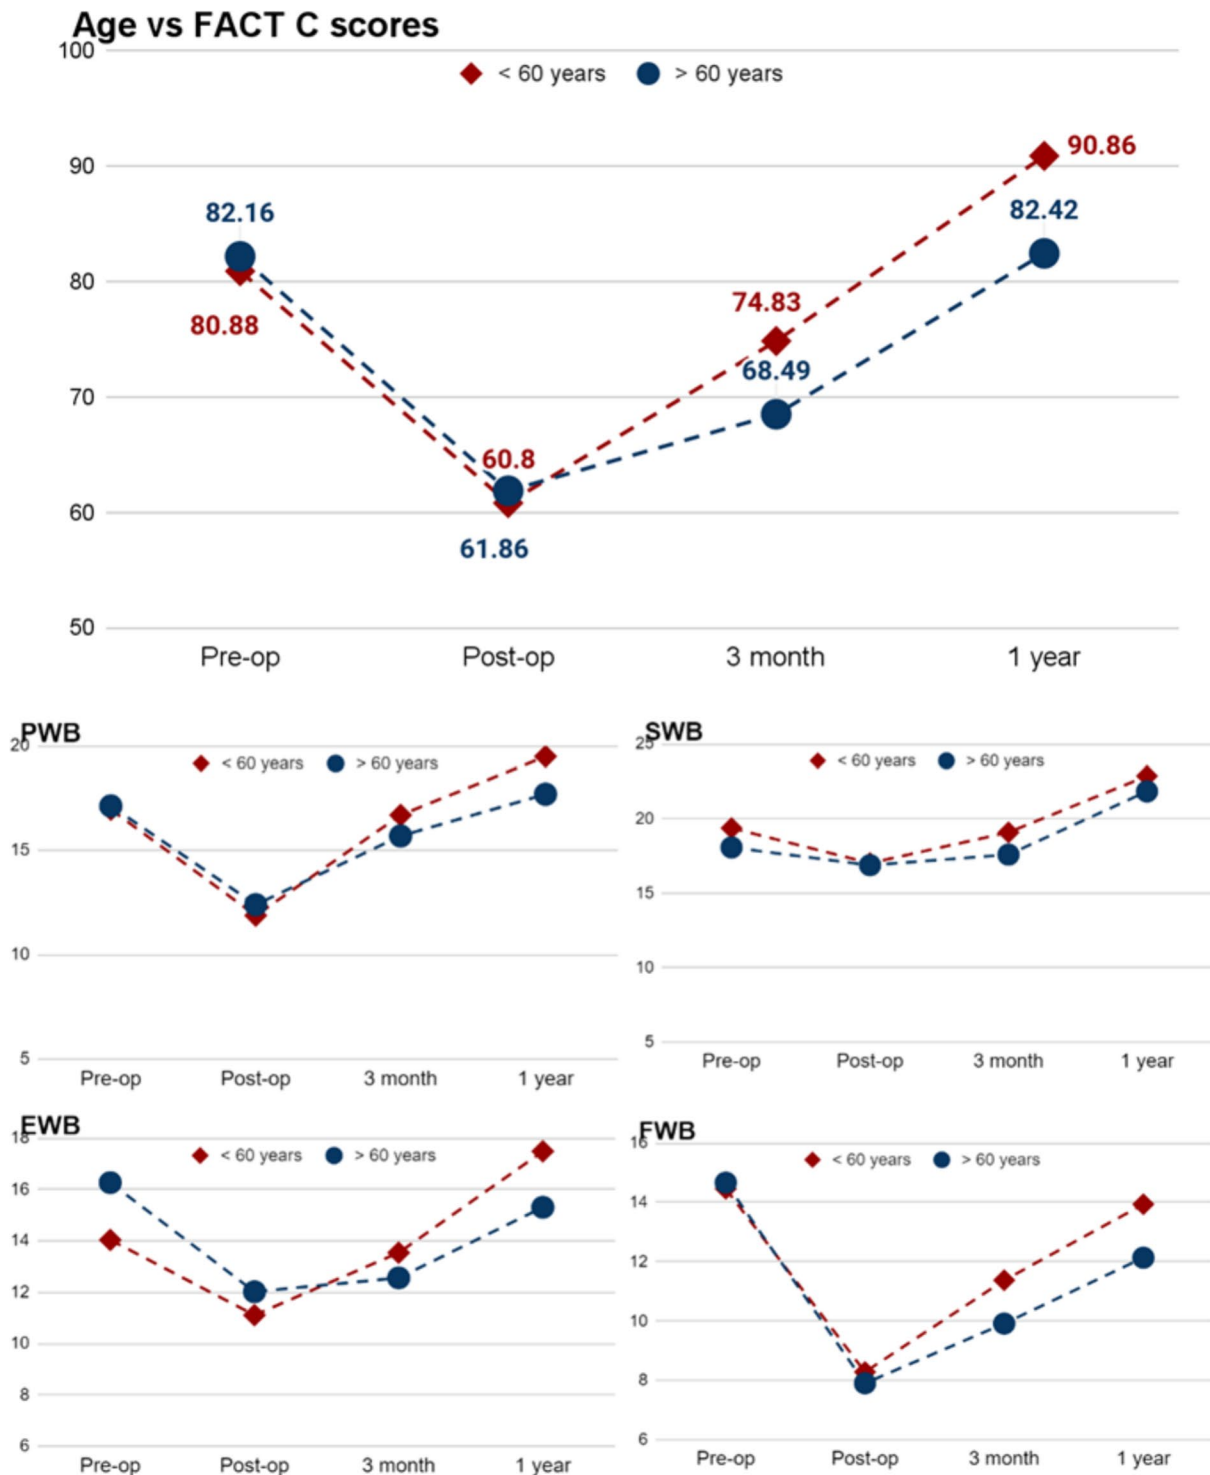 Age vs FACT C scores
100
< 60 years > 60 years
90.86
90
82.16 82.42
80
80.88
74.83
68.49
70
60.8
60
61.86
50
Pre-op Post-op 3 month 1 year
PWB
20
< 60 years > 60 years
15
10
5
Pre-op Post-op 3 month 1 year
SWB
25
< 60 years > 60 years
20
15
10
5
Pre-op Post-op 3 month 1 year
EWB
18
< 60 years > 60 years
16
14
12
10
8
6
Pre-op Post-op 3 month 1 year
FWB
16
< 60 years > 60 years
14
12
10
8
6
Pre-op Post-op 3 month 1 year